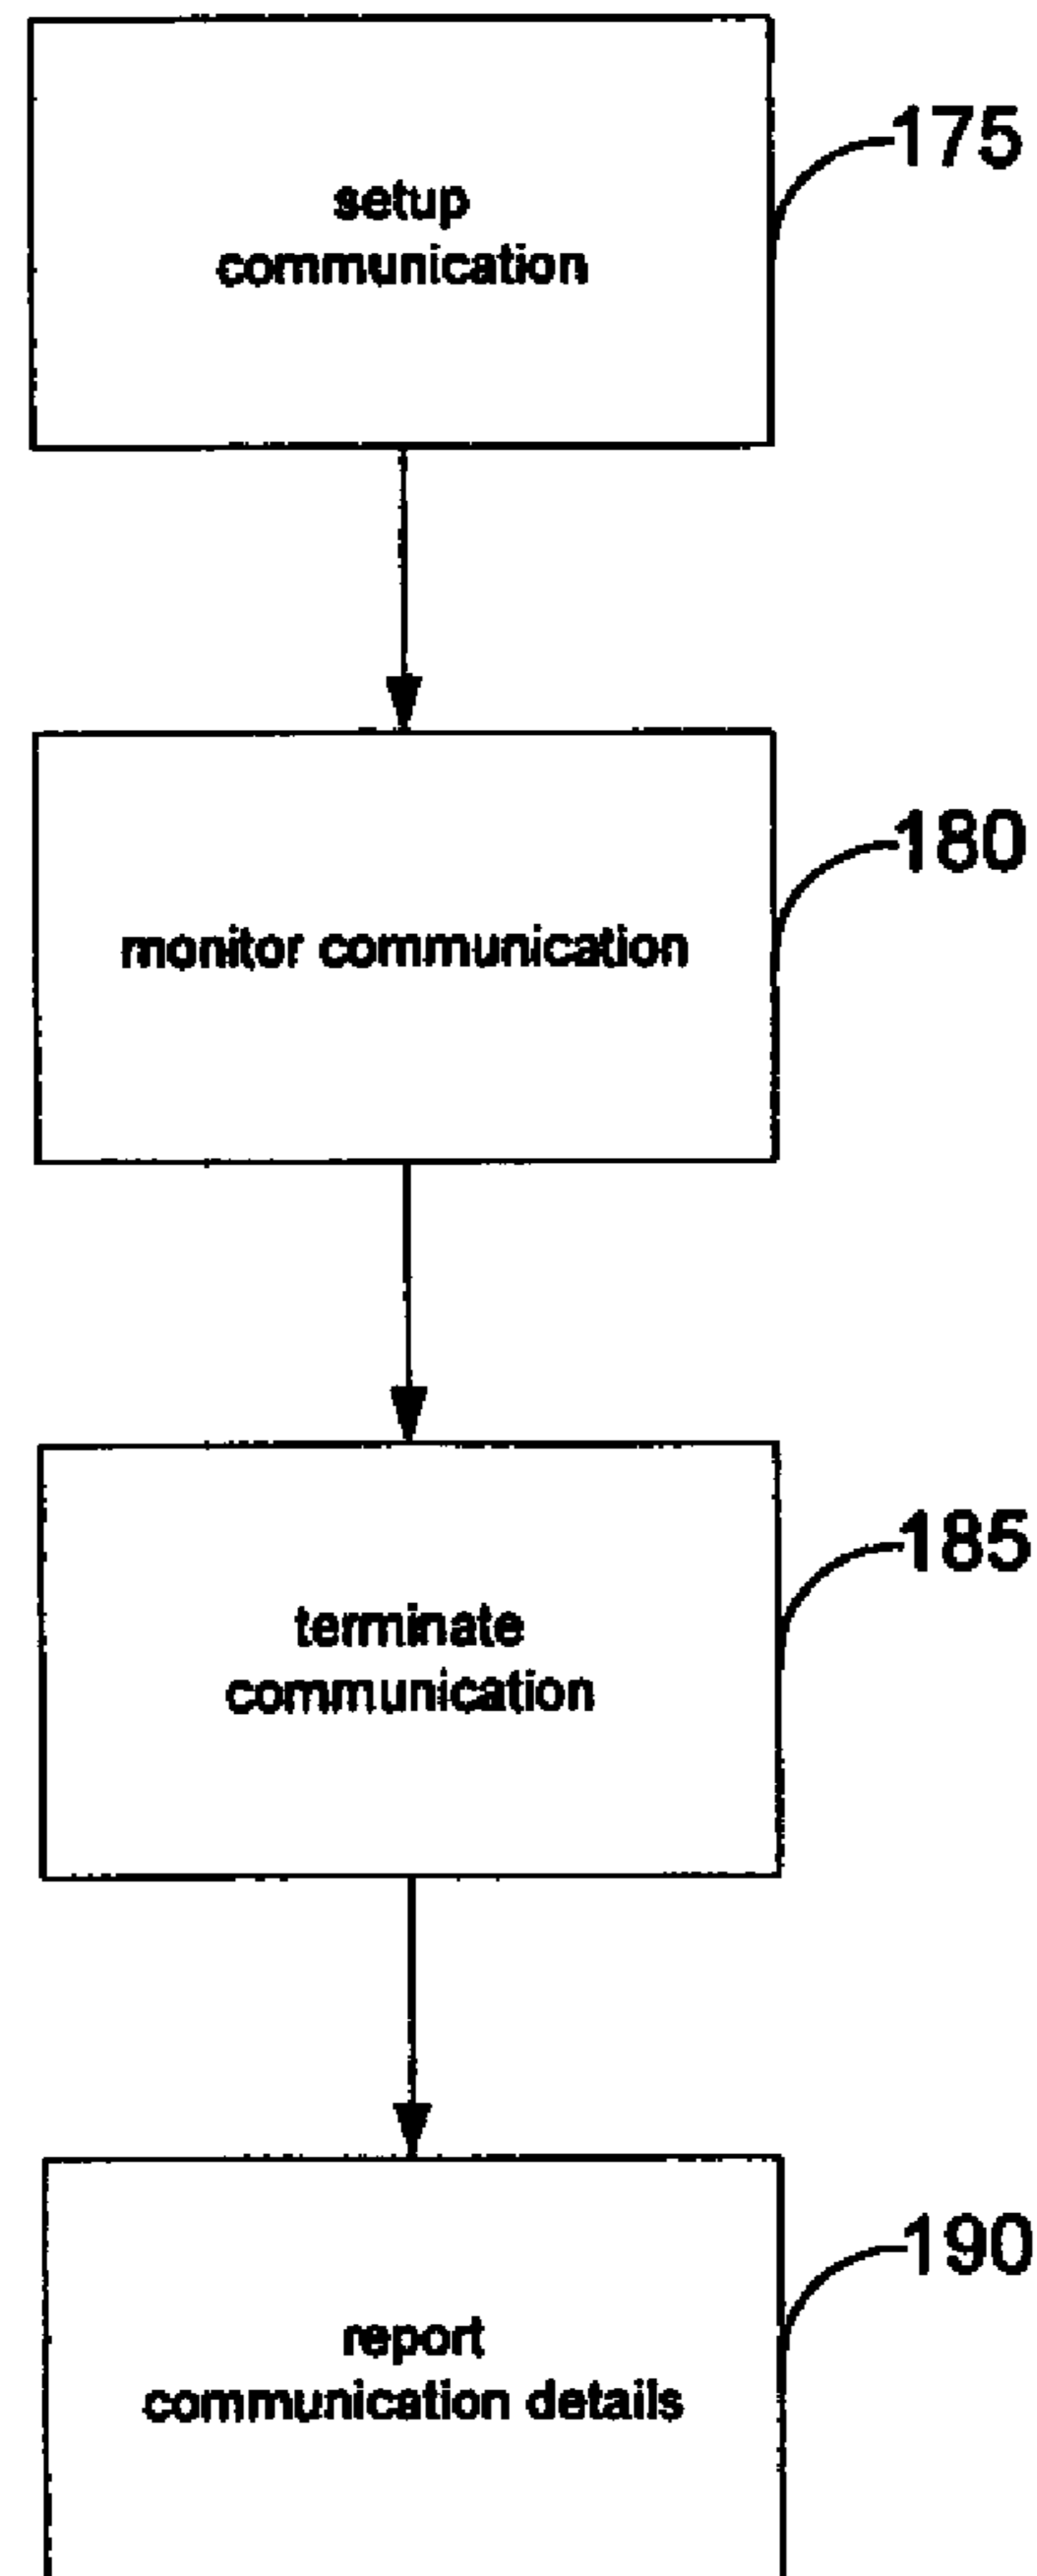 175
setup
communication
180
monitor communication
185
terminate
communication
190
report
communication details